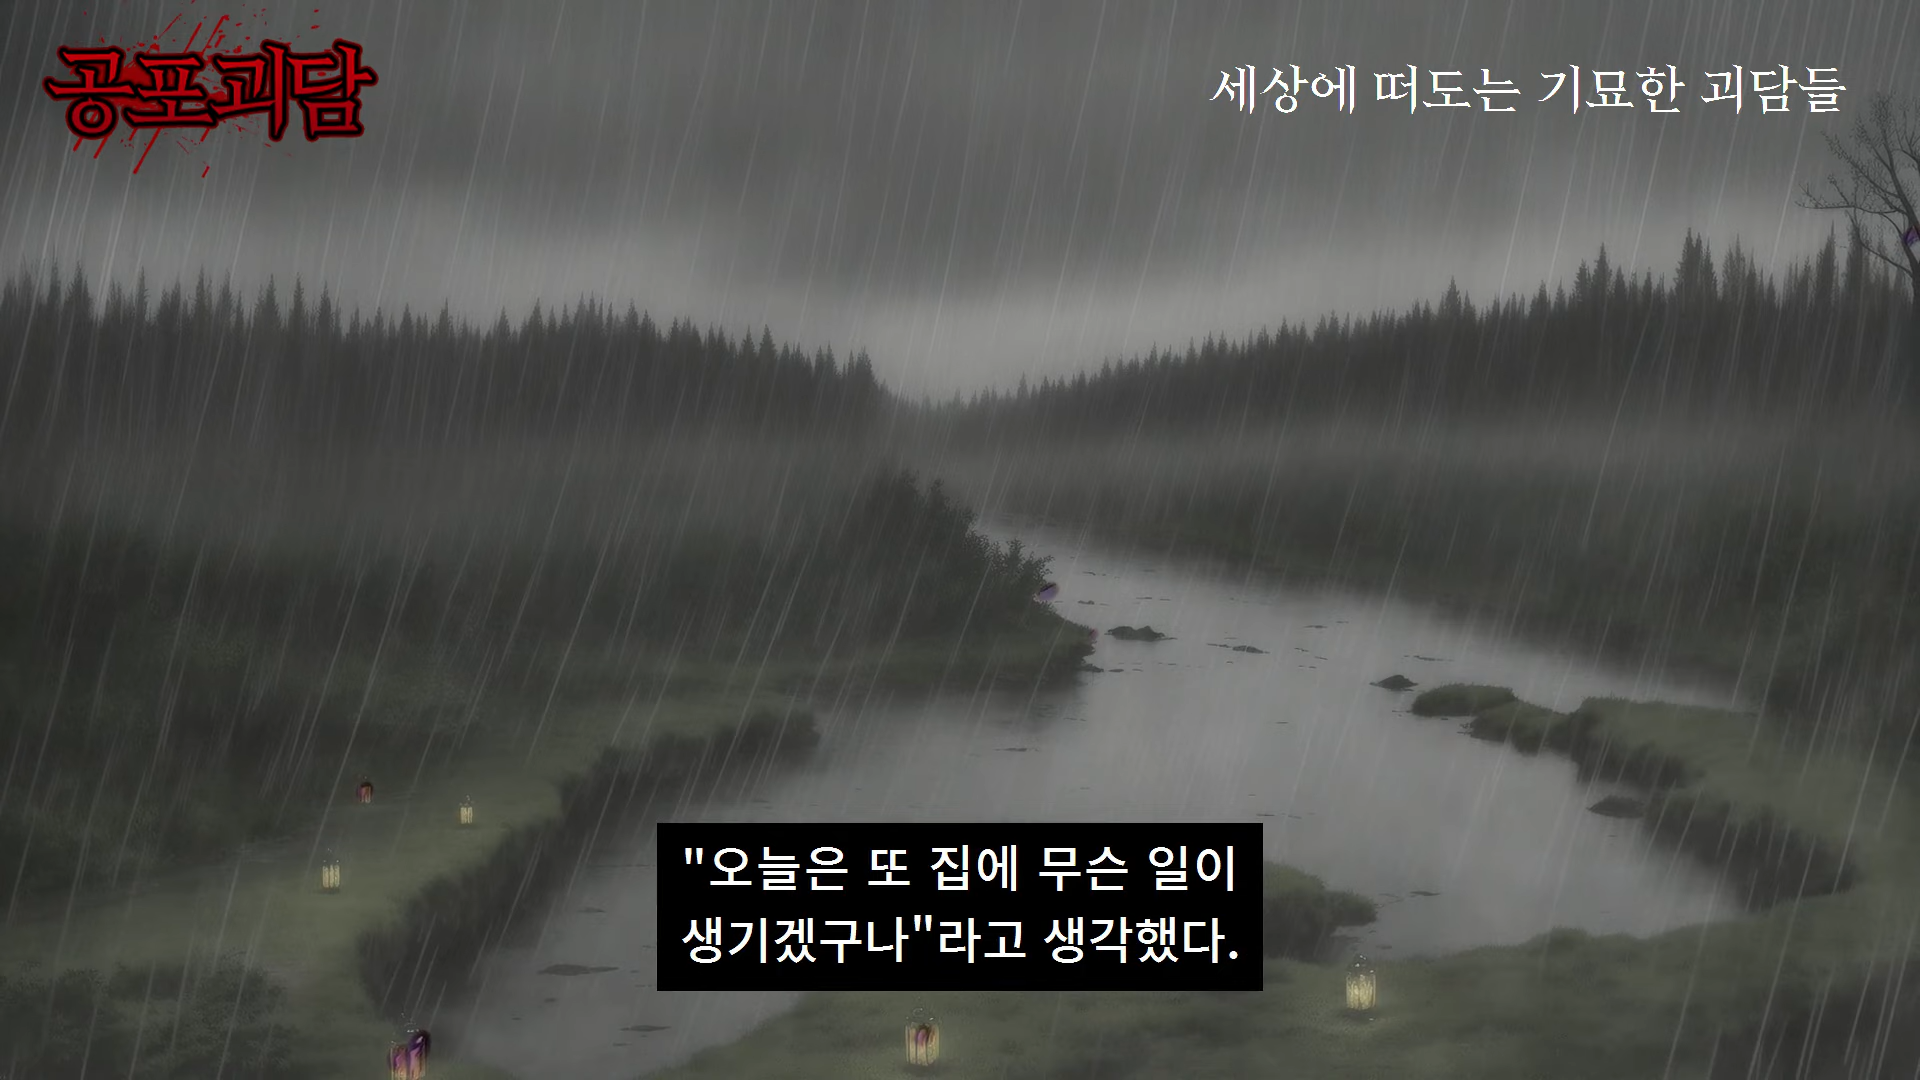 공포괴담
세상에 떠도는 기묘한 괴담들
"오늘은 또 집에 무슨 일이
생기겠구나"라고 생각했다.